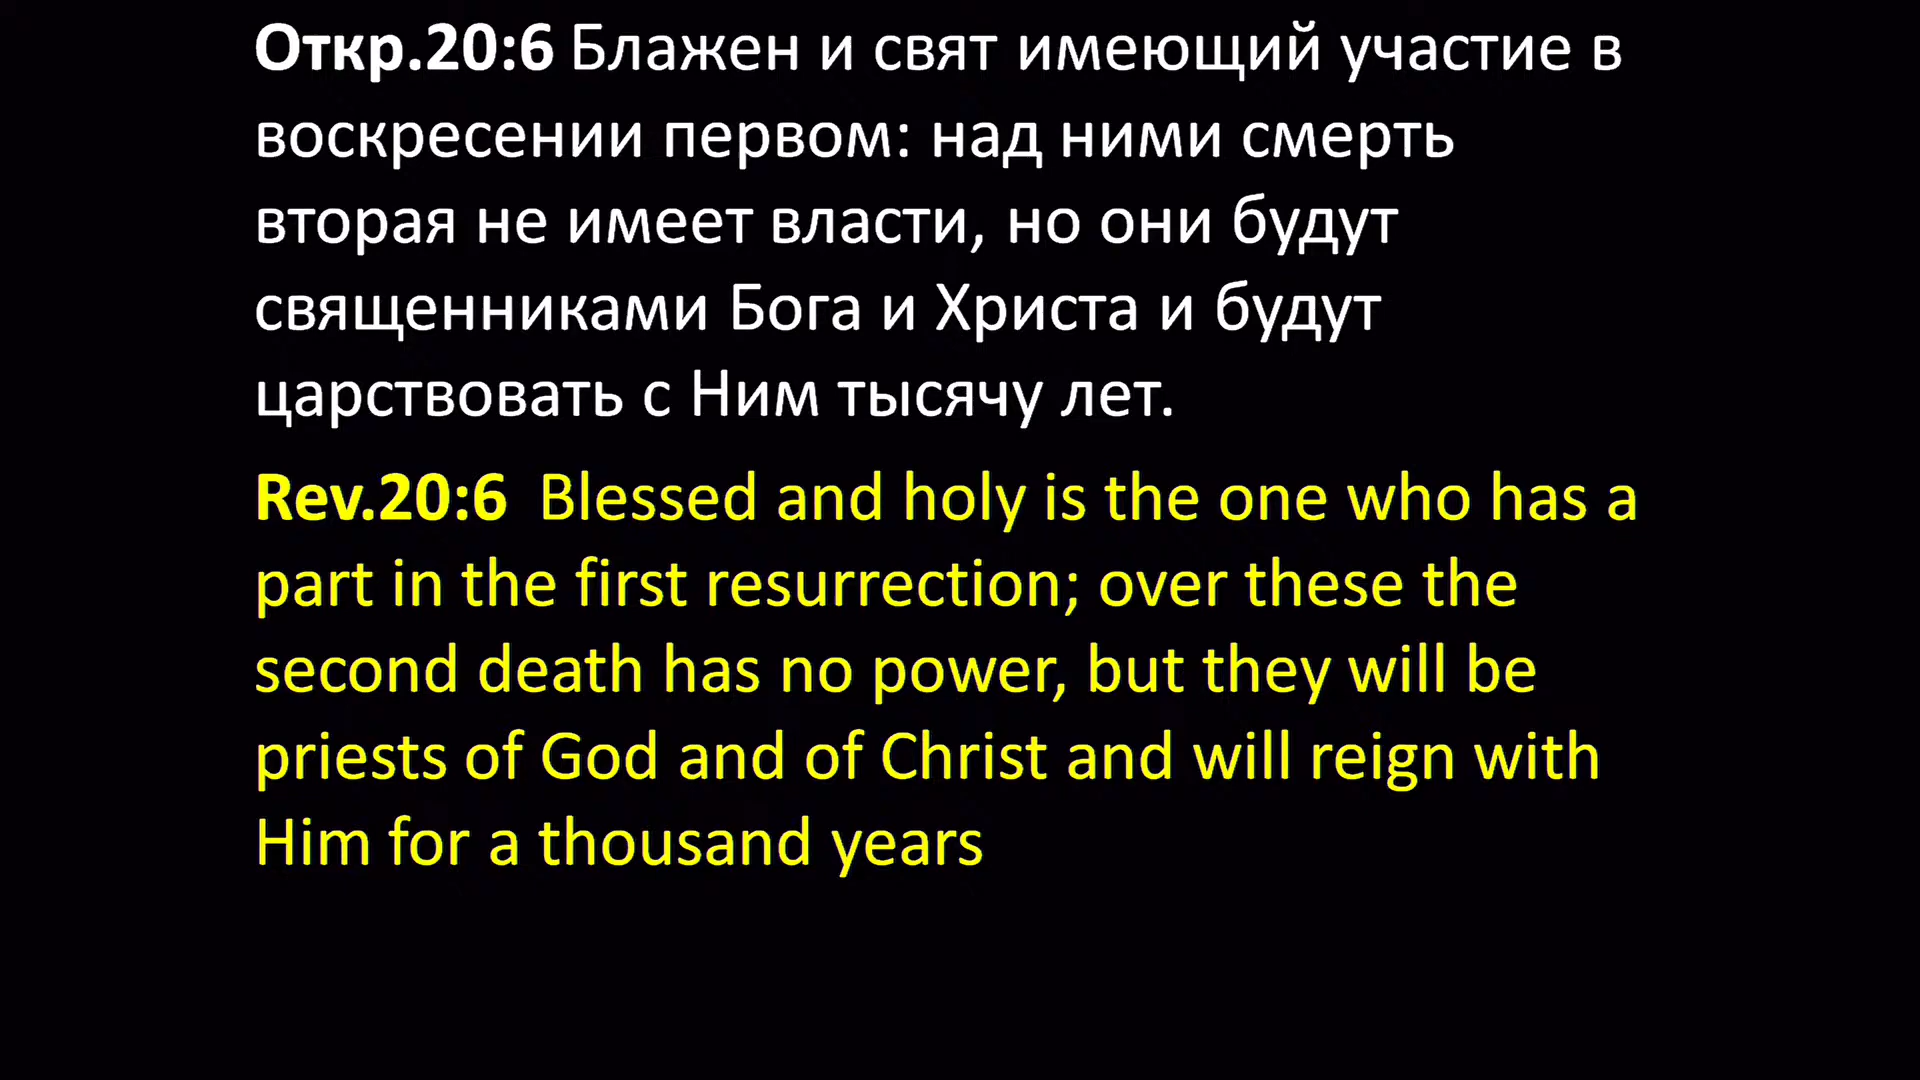 Откр.20:6 Блажен и свят имеющий участие в
воскресении первом: над ними смерть
вторая не имеет власти, но они будут
священниками Бога и Христа и будут
царствовать с Ним тысячу лет.
Rev.20:6  Blessed and holy is the one who has a
part in the first resurrection; over these the
second death has no power, but they will be
priests of God and of Christ and will reign with
Him for a thousand years